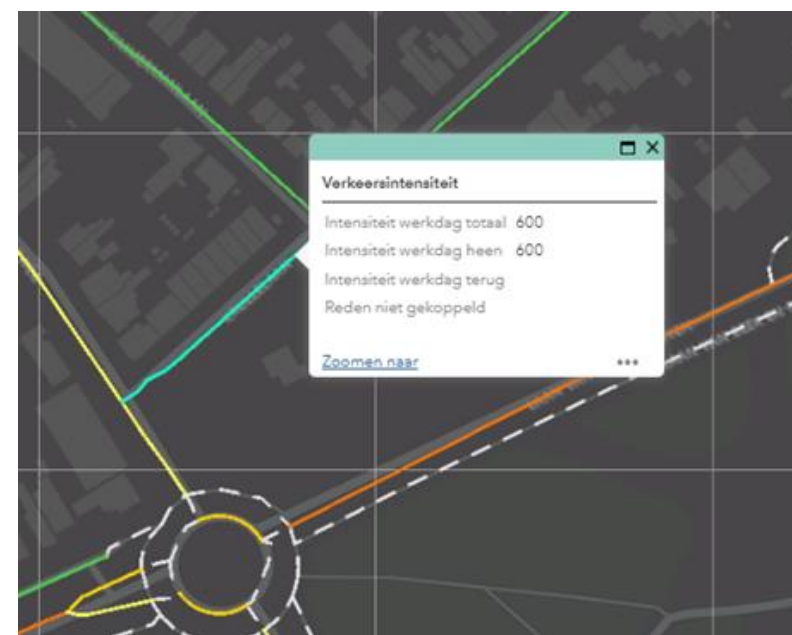 Verkeersintensiteit
Intensiteit werkdag totaal 600
Intensiteit werkdag heen 600
Intensiteit werkdag terug
Reden niet gekoppeld
Zoomen naar